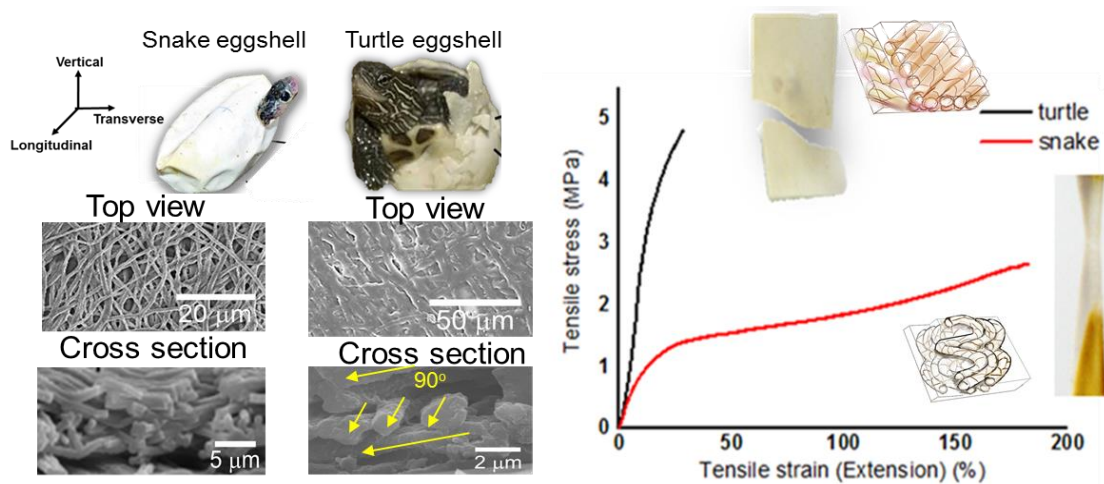 Snake eggshell
Turtle eggshell
Vertical
Transverse
Longitudinal
Top view
Top view
20 μm
50 μm
Cross section
Cross section
90°
5 μm
2 μm
turtle
snake
Tensile stress (MPa)
5
4
3
2
1
0
0
50
100
150
200
Tensile strain (Extension) (%)